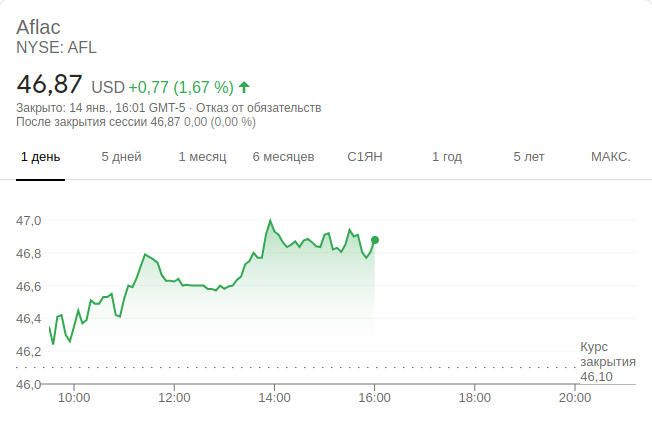 Aflac
NYSE: AFL
46,87 USD +0,77 (1,67 %)
Закрыто: 14 янв., 16:01 GMT-5 · Отказ от обязательств
После закрытия сессии 46,87 0,00 (0,00 %)
1 день 5 дней 1 месяц 6 месяцев С1ЯН 1 год 5 лет МАКС.
47,0
46,8
46,6
46,4
46,2
46,0
Курс
закрытия
46,10
10:00 12:00 14:00 16:00 18:00 20:00